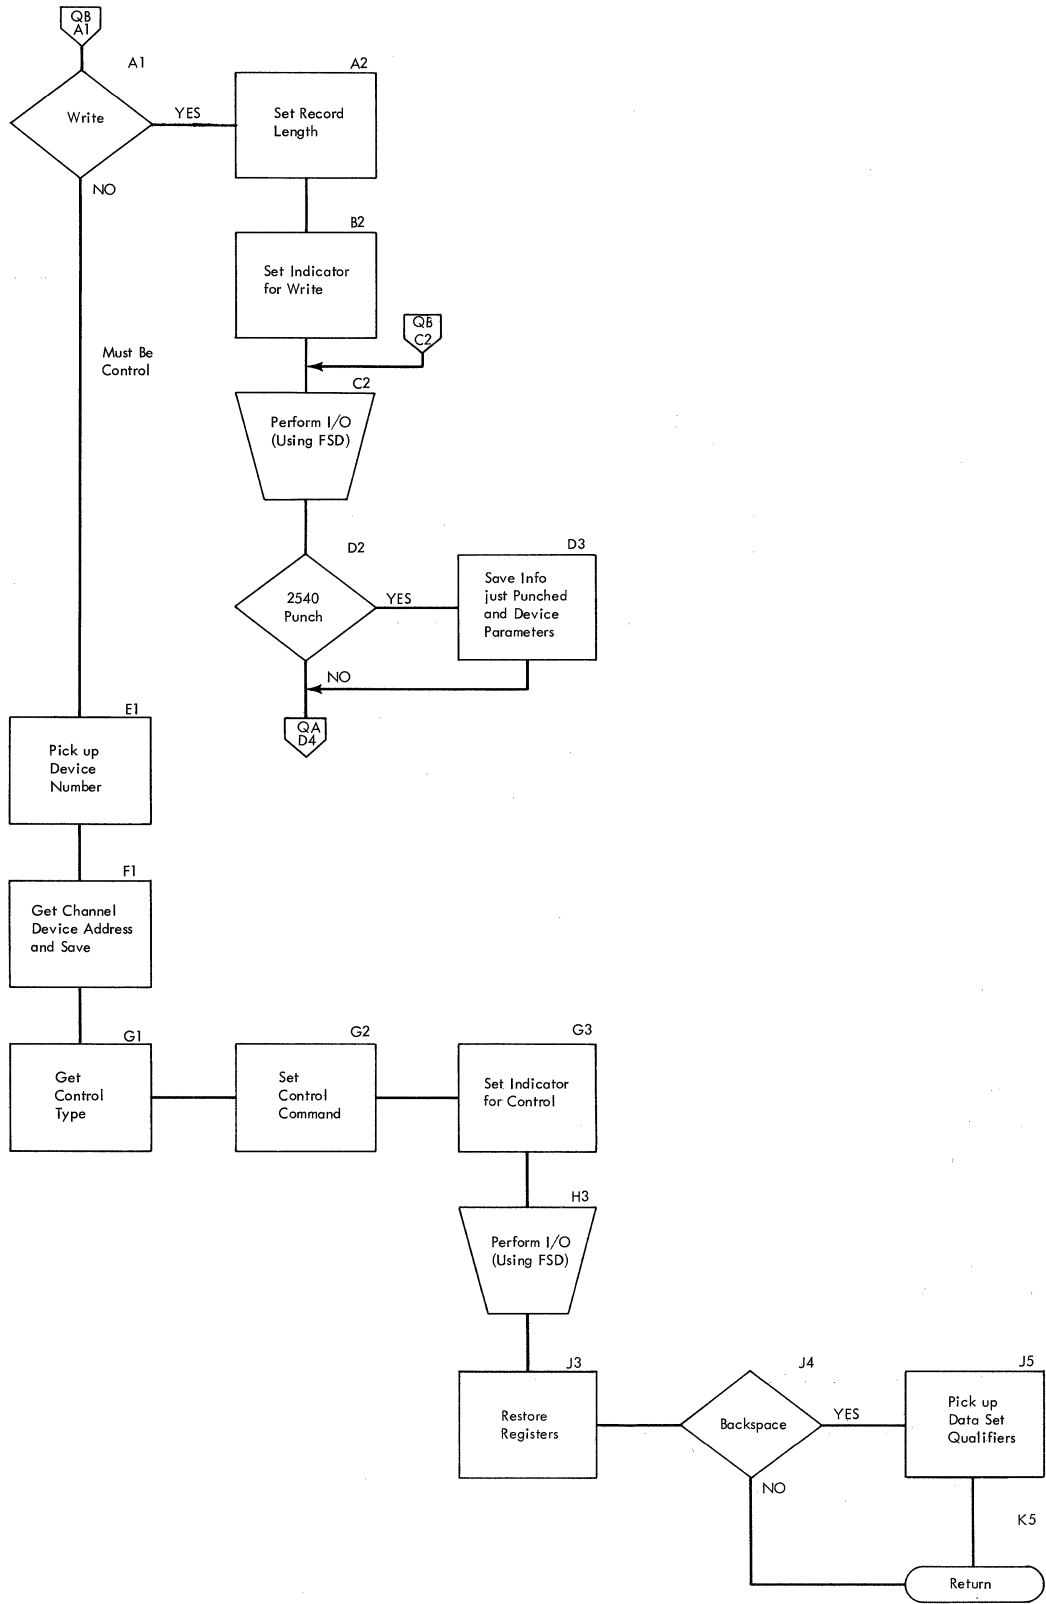 QB
A1
A1
Write
YES
NO
A2
Set Record
Length
B2
Set Indicator
for Write
QB
C2
Must Be
Control
C2
Perform I/O
(Using FSD)
D2
2540
Punch
YES
NO
D3
Save Info
just Punched
and Device
Parameters
QA
D4
E1
Pick up
Device
Number
F1
Get Channel
Device Address
and Save
G1
Get
Control
Type
G2
Set
Control
Command
G3
Set Indicator
for Control
H3
Perform I/O
(Using FSD)
J3
Restore
Registers
J4
Backspace
YES
NO
J5
Pick up
Data Set
Qualifiers
K5
Return